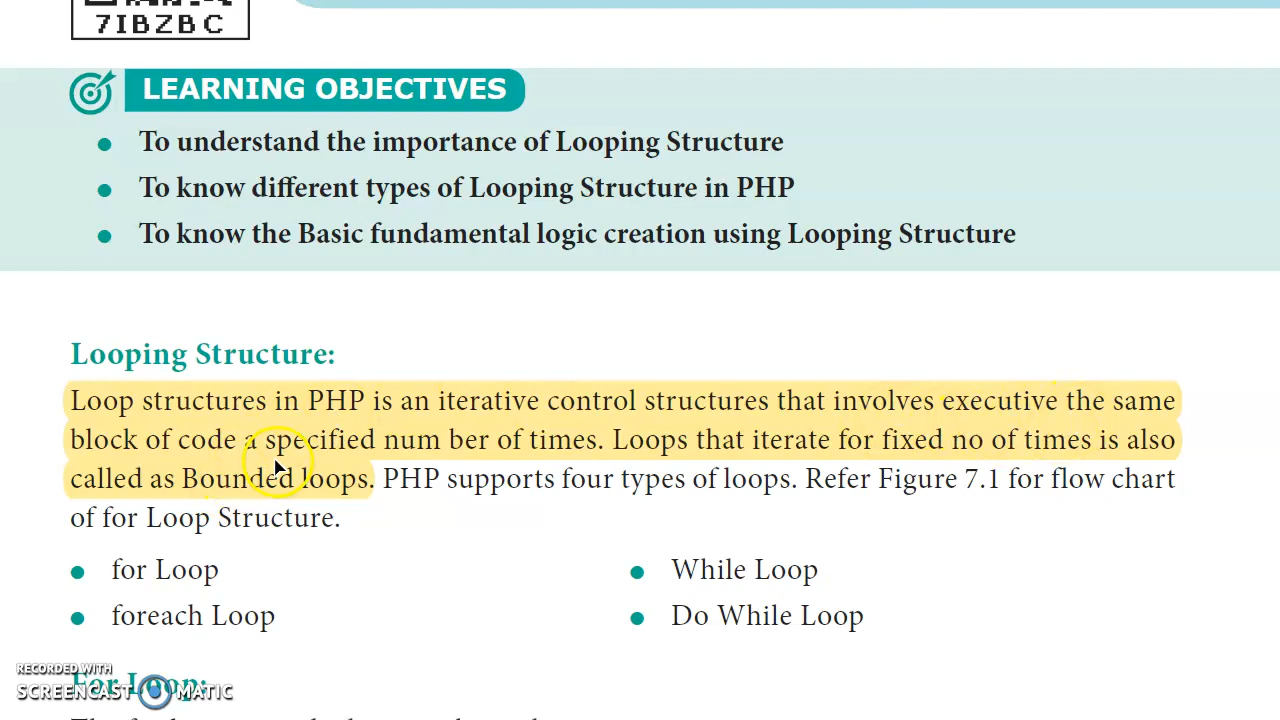 7IBZBC
LEARNING OBJECTIVES
To understand the importance of Looping Structure
To know different types of Looping Structure in PHP
To know the Basic fundamental logic creation using Looping Structure
Looping Structure:
Loop structures in PHP is an iterative control structures that involves executive the same
block of code a specified num ber of times. Loops that iterate for fixed no of times is also
called as Bounded loops. PHP supports four types of loops. Refer Figure 7.1 for flow chart
of for Loop Structure.
for Loop
While Loop
foreach Loop
Do While Loop
For Loop:
RECORDED WITH
SCREENCAST MATIC